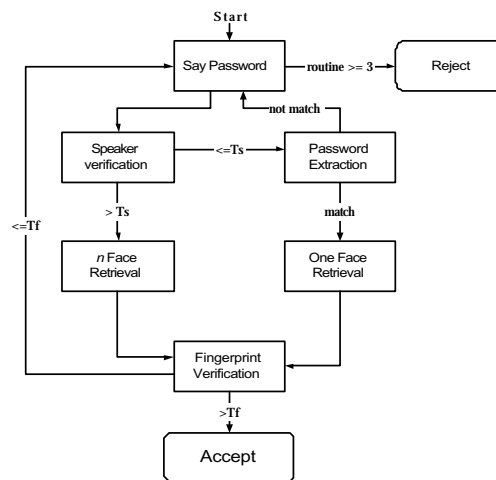 Start
Say Password
routine >= 3
Reject
not match
Speaker
verification
<=Ts
Password
Extraction
<=Tf
> Ts
match
n Face
Retrieval
One Face
Retrieval
Fingerprint
Verification
>Tf
Accept